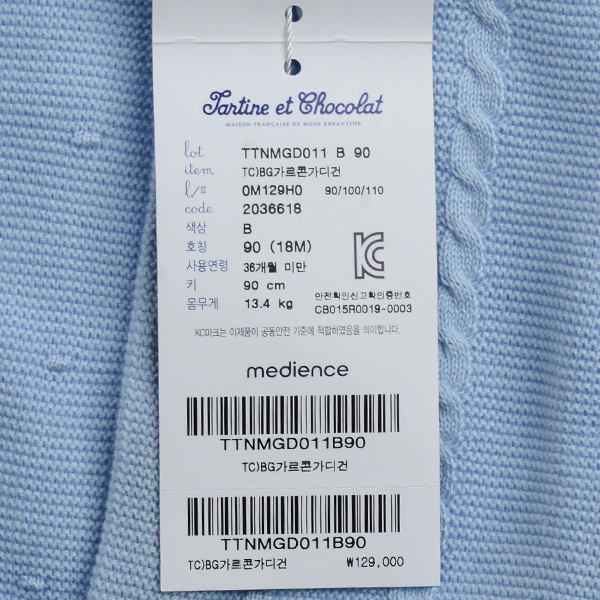 Tartine et Chocolat
MAISON FRANÇAISE DE MODE ENFANTINE
lot TTNMGD011 B 90
item TC)BG가르콘가디건
l/# 0M129H0 90/100/110
code 2036618
색상 B
호칭 90 (18M)
사용연령 36개월 미만
키 90 cm
몸무게 13.4 kg
안전확인신고확인증번호
CB015R0019-0003
KC마크는 이제품이 공통안전 기준에 적합하였음을 의미합니다.
medience
TTNMGD011B90
TC)BG가르콘가디건
TTNMGD011B90
TC)BG가르콘가디건 ₩129,000